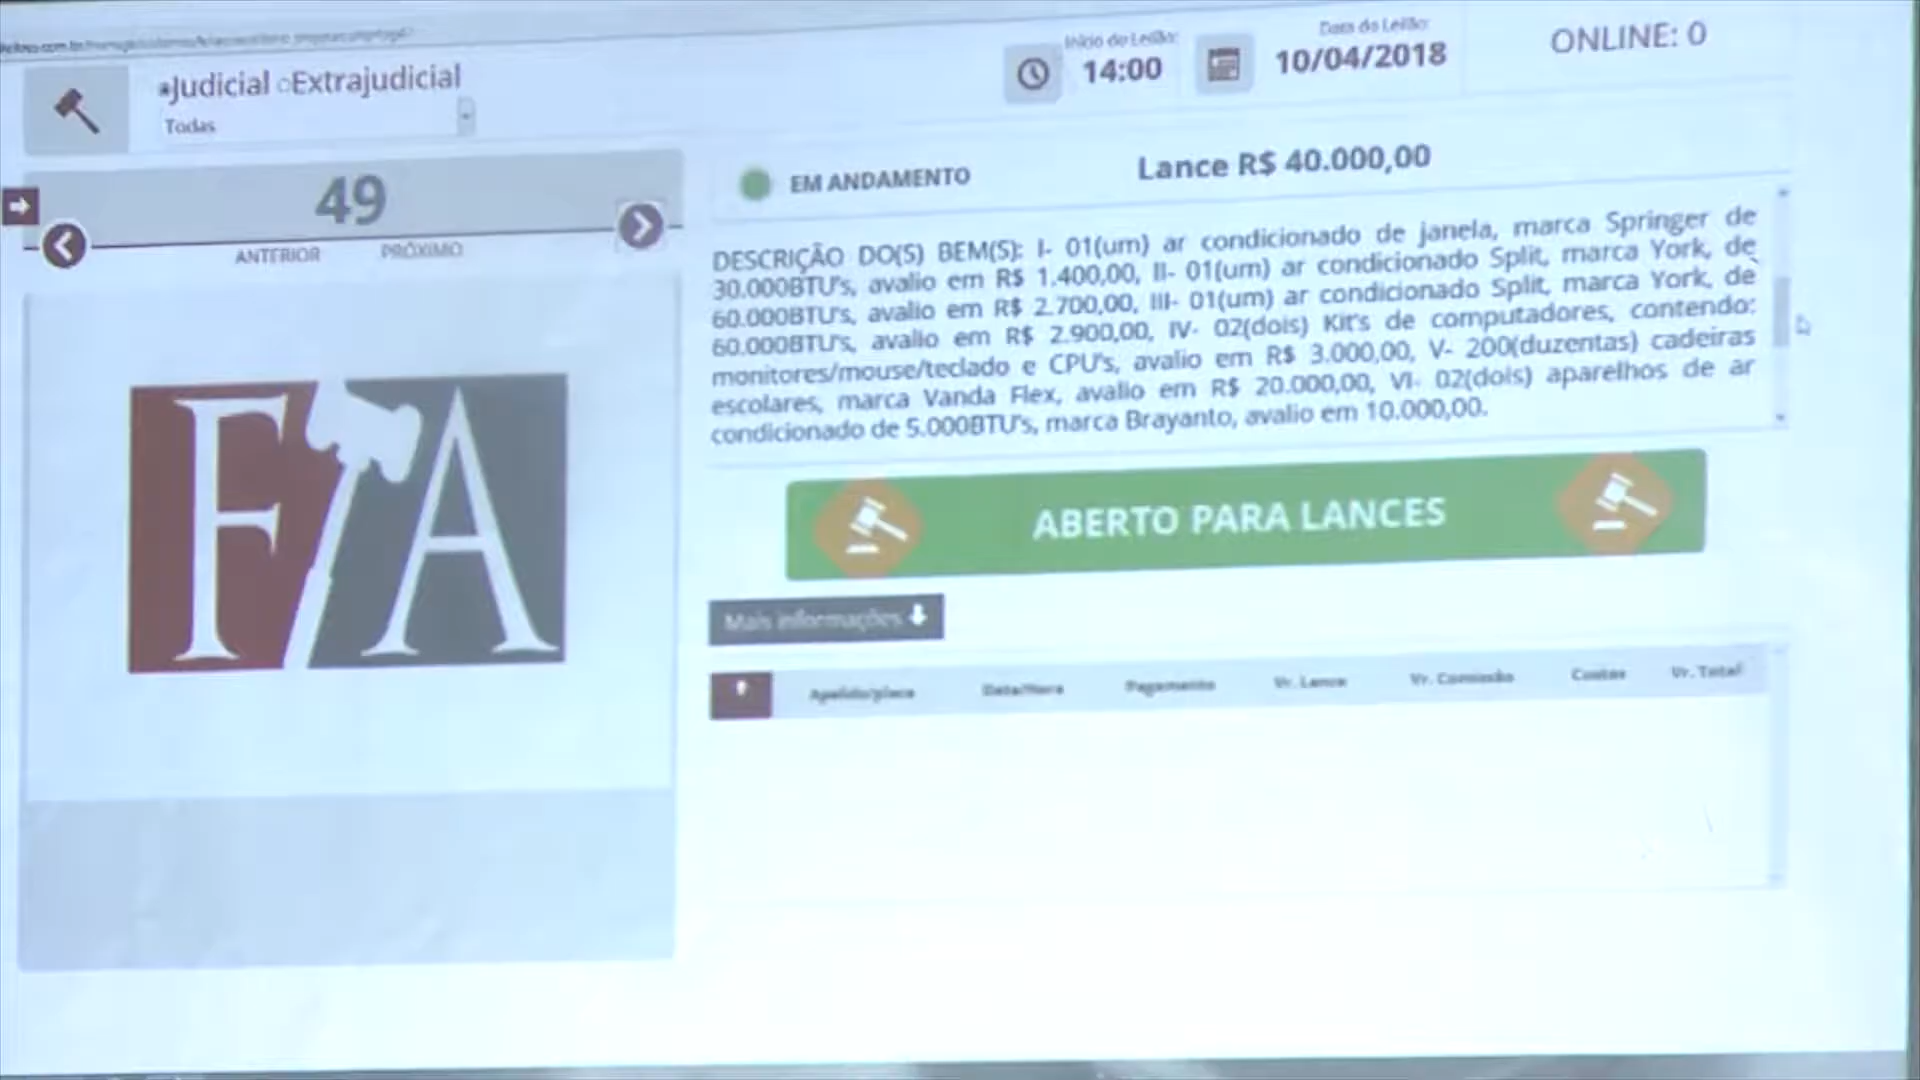 Judicial Extrajudicial
Todas
Início do Leilão:
14:00
Data do Leilão:
10/04/2018
ONLINE: 0
49
ANTERIOR PRÓXIMO
EM ANDAMENTO
Lance R$ 40.000,00
DESCRIÇÃO DO(S) BEM(S): I- 01(um) ar condicionado de janela, marca Springer de
30.000BTU's, avalio em R$ 1.400,00, II- 01(um) ar condicionado Split, marca York, de
60.000BTU's, avalio em R$ 2.700,00, III- 01(um) ar condicionado Split, marca York, de
60.000BTU's, avalio em R$ 2.900,00, IV- 02(dois) Kit's de computadores, contendo:
monitores/mouse/teclado e CPU's, avalio em R$ 3.000,00, V- 200(duzentas) cadeiras
escolares, marca Vanda Flex, avalio em R$ 20.000,00, VI- 02(dois) aparelhos de ar
condicionado de 5.000BTU's, marca Brayanto, avalio em 10.000,00.
FA
ABERTO PARA LANCES
Mais informações
Apelido/placa Data/Hora Pagamento Vr. Lance Vr. Comissão Custas Vr. Total